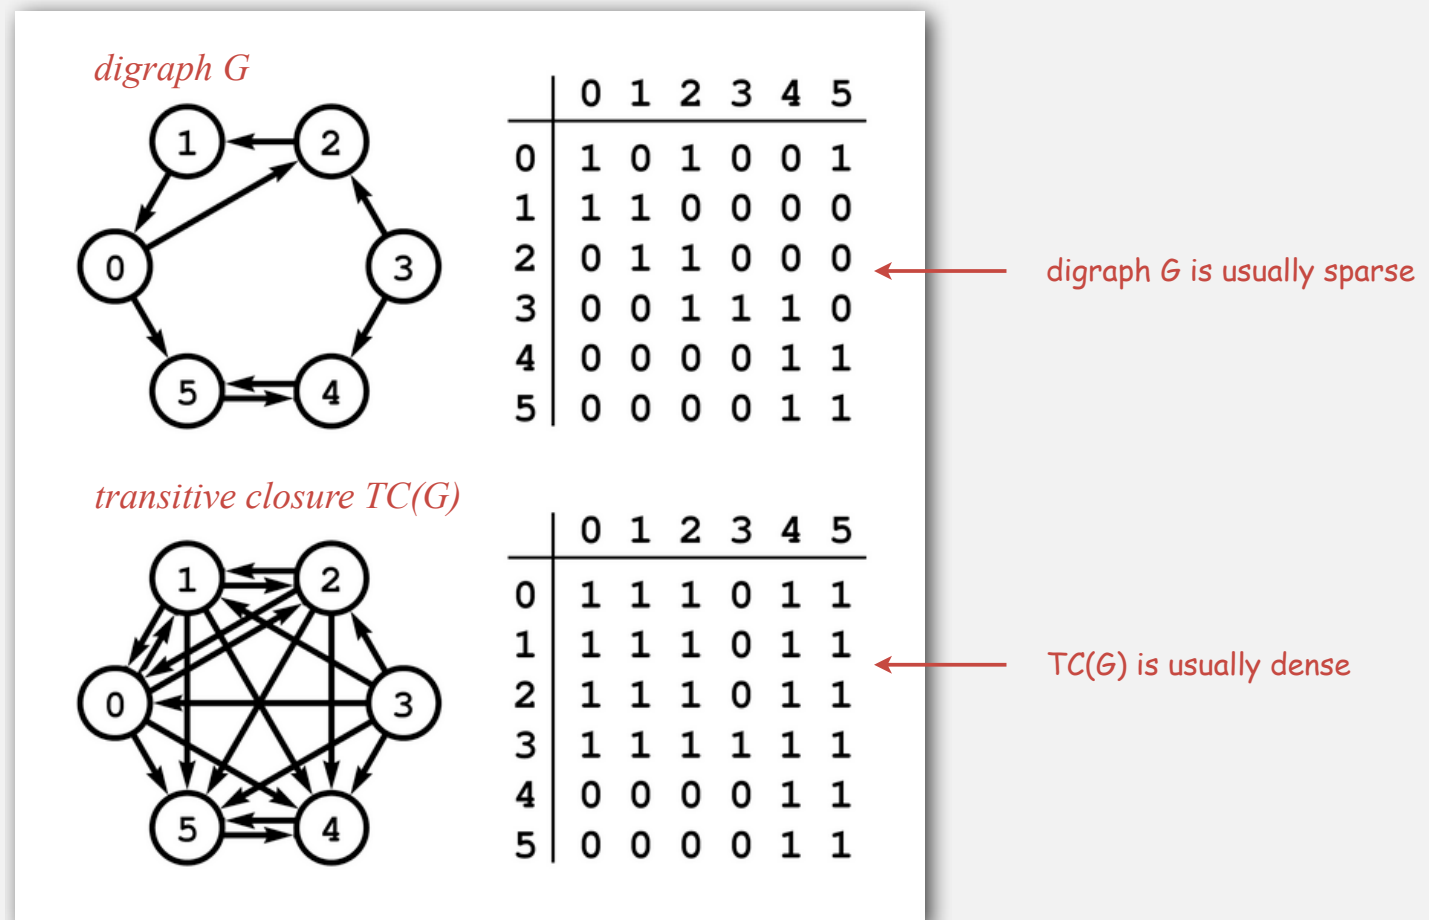 digraph G
1 2
0 3
5 4
0 1 2 3 4 5
0 1 0 1 0 0 1
1 1 1 0 0 0 0
2 0 1 1 0 0 0
3 0 0 1 1 1 0
4 0 0 0 0 1 1
5 0 0 0 0 1 1
digraph G is usually sparse
transitive closure TC(G)
1 2
0 3
5 4
0 1 2 3 4 5
0 1 1 1 0 1 1
1 1 1 1 0 1 1
2 1 1 1 0 1 1
3 1 1 1 1 1 1
4 0 0 0 0 1 1
5 0 0 0 0 1 1
TC(G) is usually dense